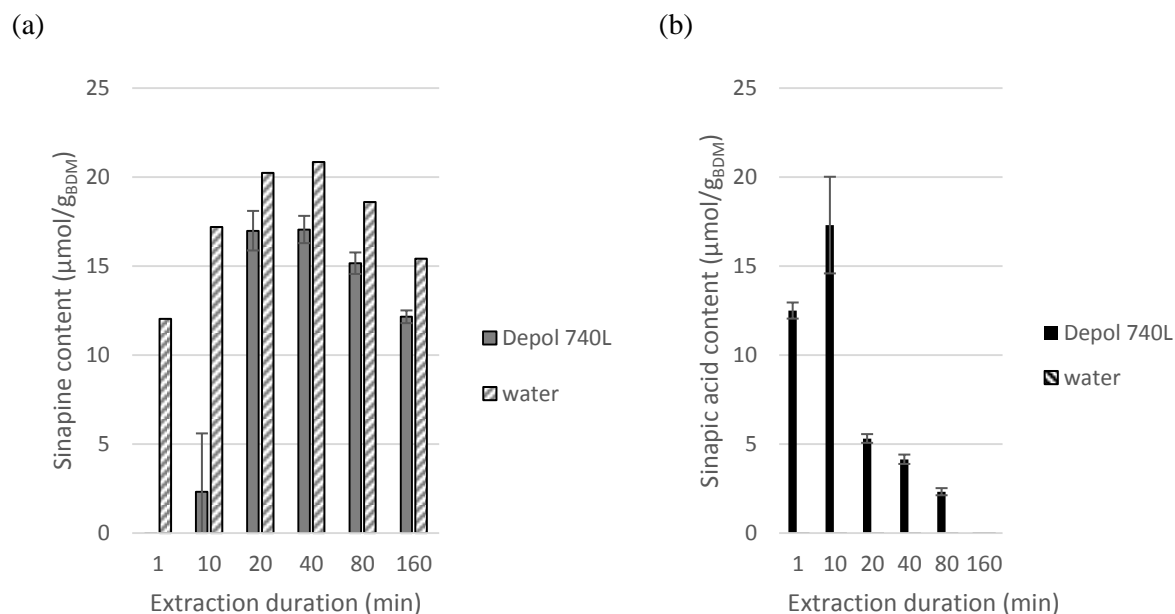 (a)
Sinapine content (µmol/gBDM)
25
20
15
10
5
0
1 10 20 40 80 160
Extraction duration (min)
Depol 740L
water
(b)
Sinapic acid content (µmol/gBDM)
25
20
15
10
5
0
1 10 20 40 80 160
Extraction duration (min)
Depol 740L
water